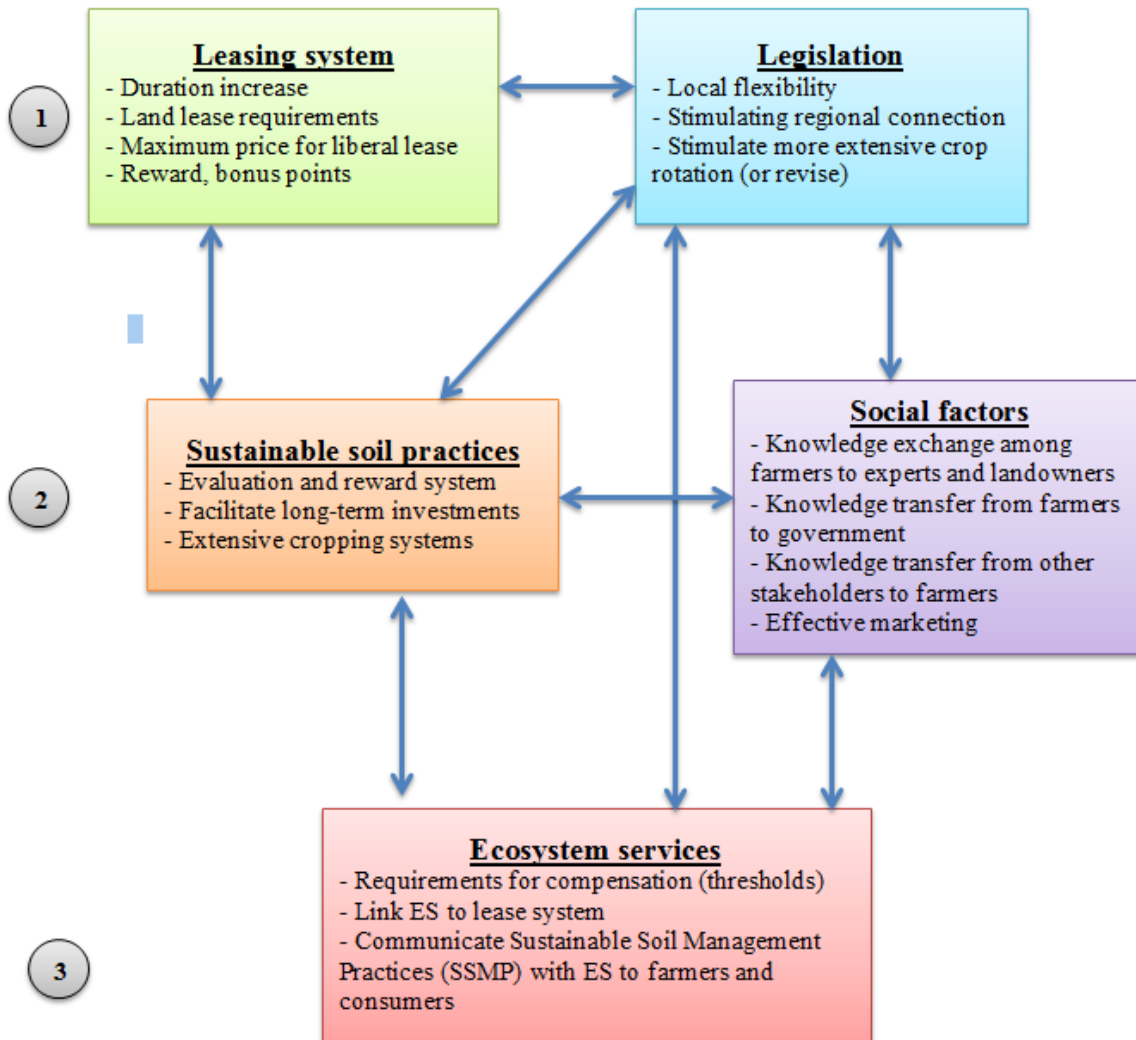 1
Leasing system
- Duration increase
- Land lease requirements
- Maximum price for liberal lease
- Reward, bonus points
Legislation
- Local flexibility
- Stimulating regional connection
- Stimulate more extensive crop
rotation (or revise)
2
Sustainable soil practices
- Evaluation and reward system
- Facilitate long-term investments
- Extensive cropping systems
Social factors
- Knowledge exchange among
farmers to experts and landowners
- Knowledge transfer from farmers
to government
- Knowledge transfer from other
stakeholders to farmers
- Effective marketing
3
Ecosystem services
- Requirements for compensation (thresholds)
- Link ES to lease system
- Communicate Sustainable Soil Management
Practices (SSMP) with ES to farmers and
consumers